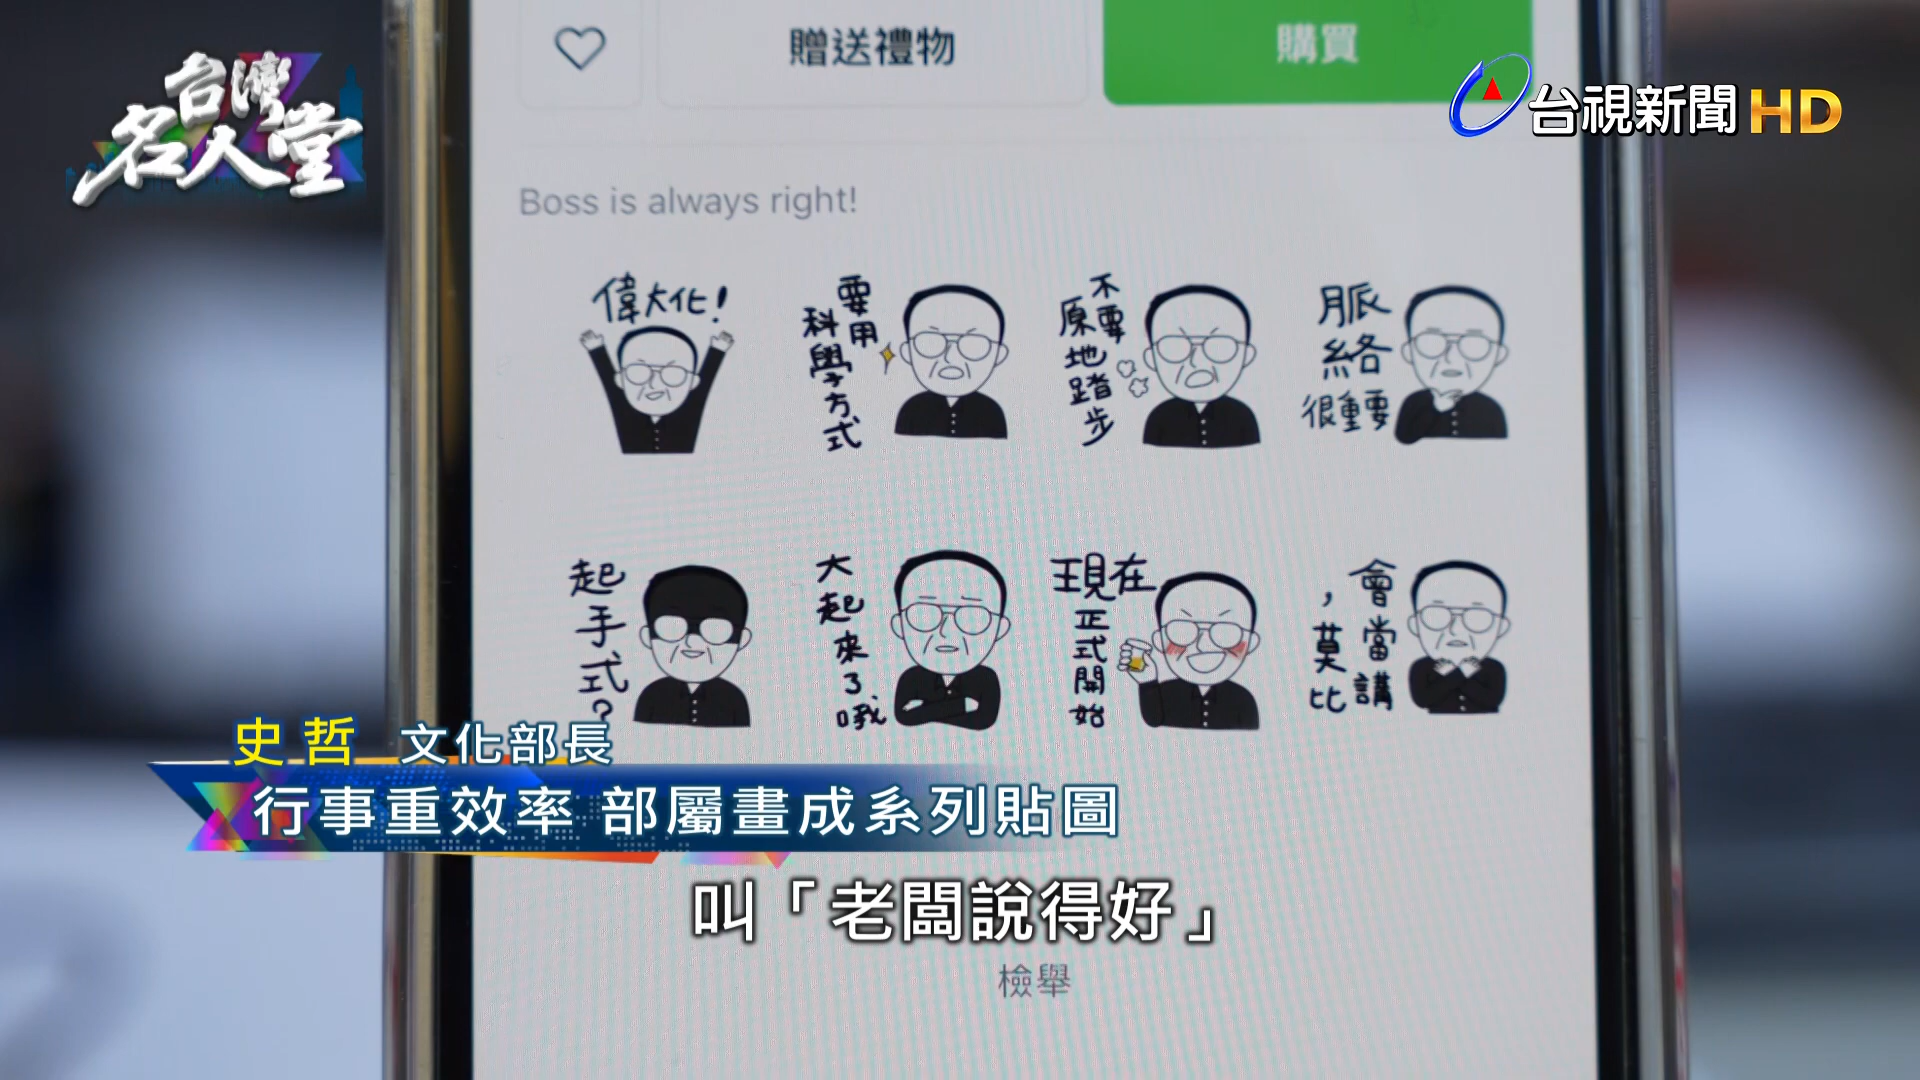 台灣
名人堂
台視新聞 HD
贈送禮物
購買
Boss is always right!
偉大化!
要用
科學方式
不要
原地踏步
脈絡
很重要
起手式?
大起來了哦
現在
正式開始
會當講
,莫比
史哲 文化部長
行事重效率 部屬畫成系列貼圖
叫「老闆說得好」
檢舉